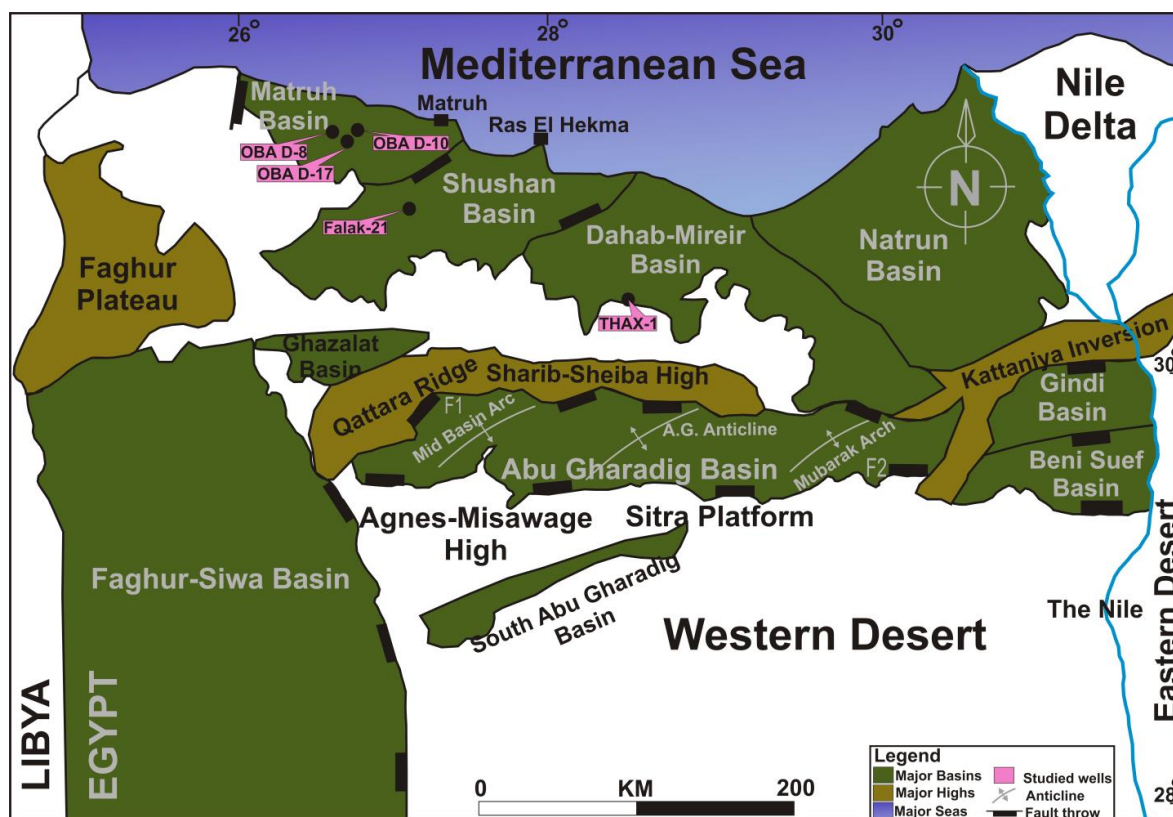 26°
28°
30°
Mediterranean Sea
Nile
Delta
Matruh
Basin
Matruh
Ras El Hekma
OBA D-8
OBA D-10
OBA D-17
N
Shushan
Basin
Falak-21
Dahab-Mireir
Basin
Natrun
Basin
Faghur
Plateau
THAX-1
Ghazalat
Basin
Kattaniya Inversion
30
Qattara Ridge
Sharib-Sheiba High
Gindi
Basin
F1
Mid Basin Arc
A.G. Anticline
Mubarak Arch
F2
Abu Gharadig Basin
Beni Suef
Basin
Agnes-Misawage
High
Sitra Platform
Faghur-Siwa Basin
South Abu Gharadig
Basin
Western Desert
The Nile
Eastern Desert
LIBYA
EGYPT
0
KM
200
Legend
Major Basins
Studied wells
Major Highs
Anticline
Major Seas
Fault throw
28